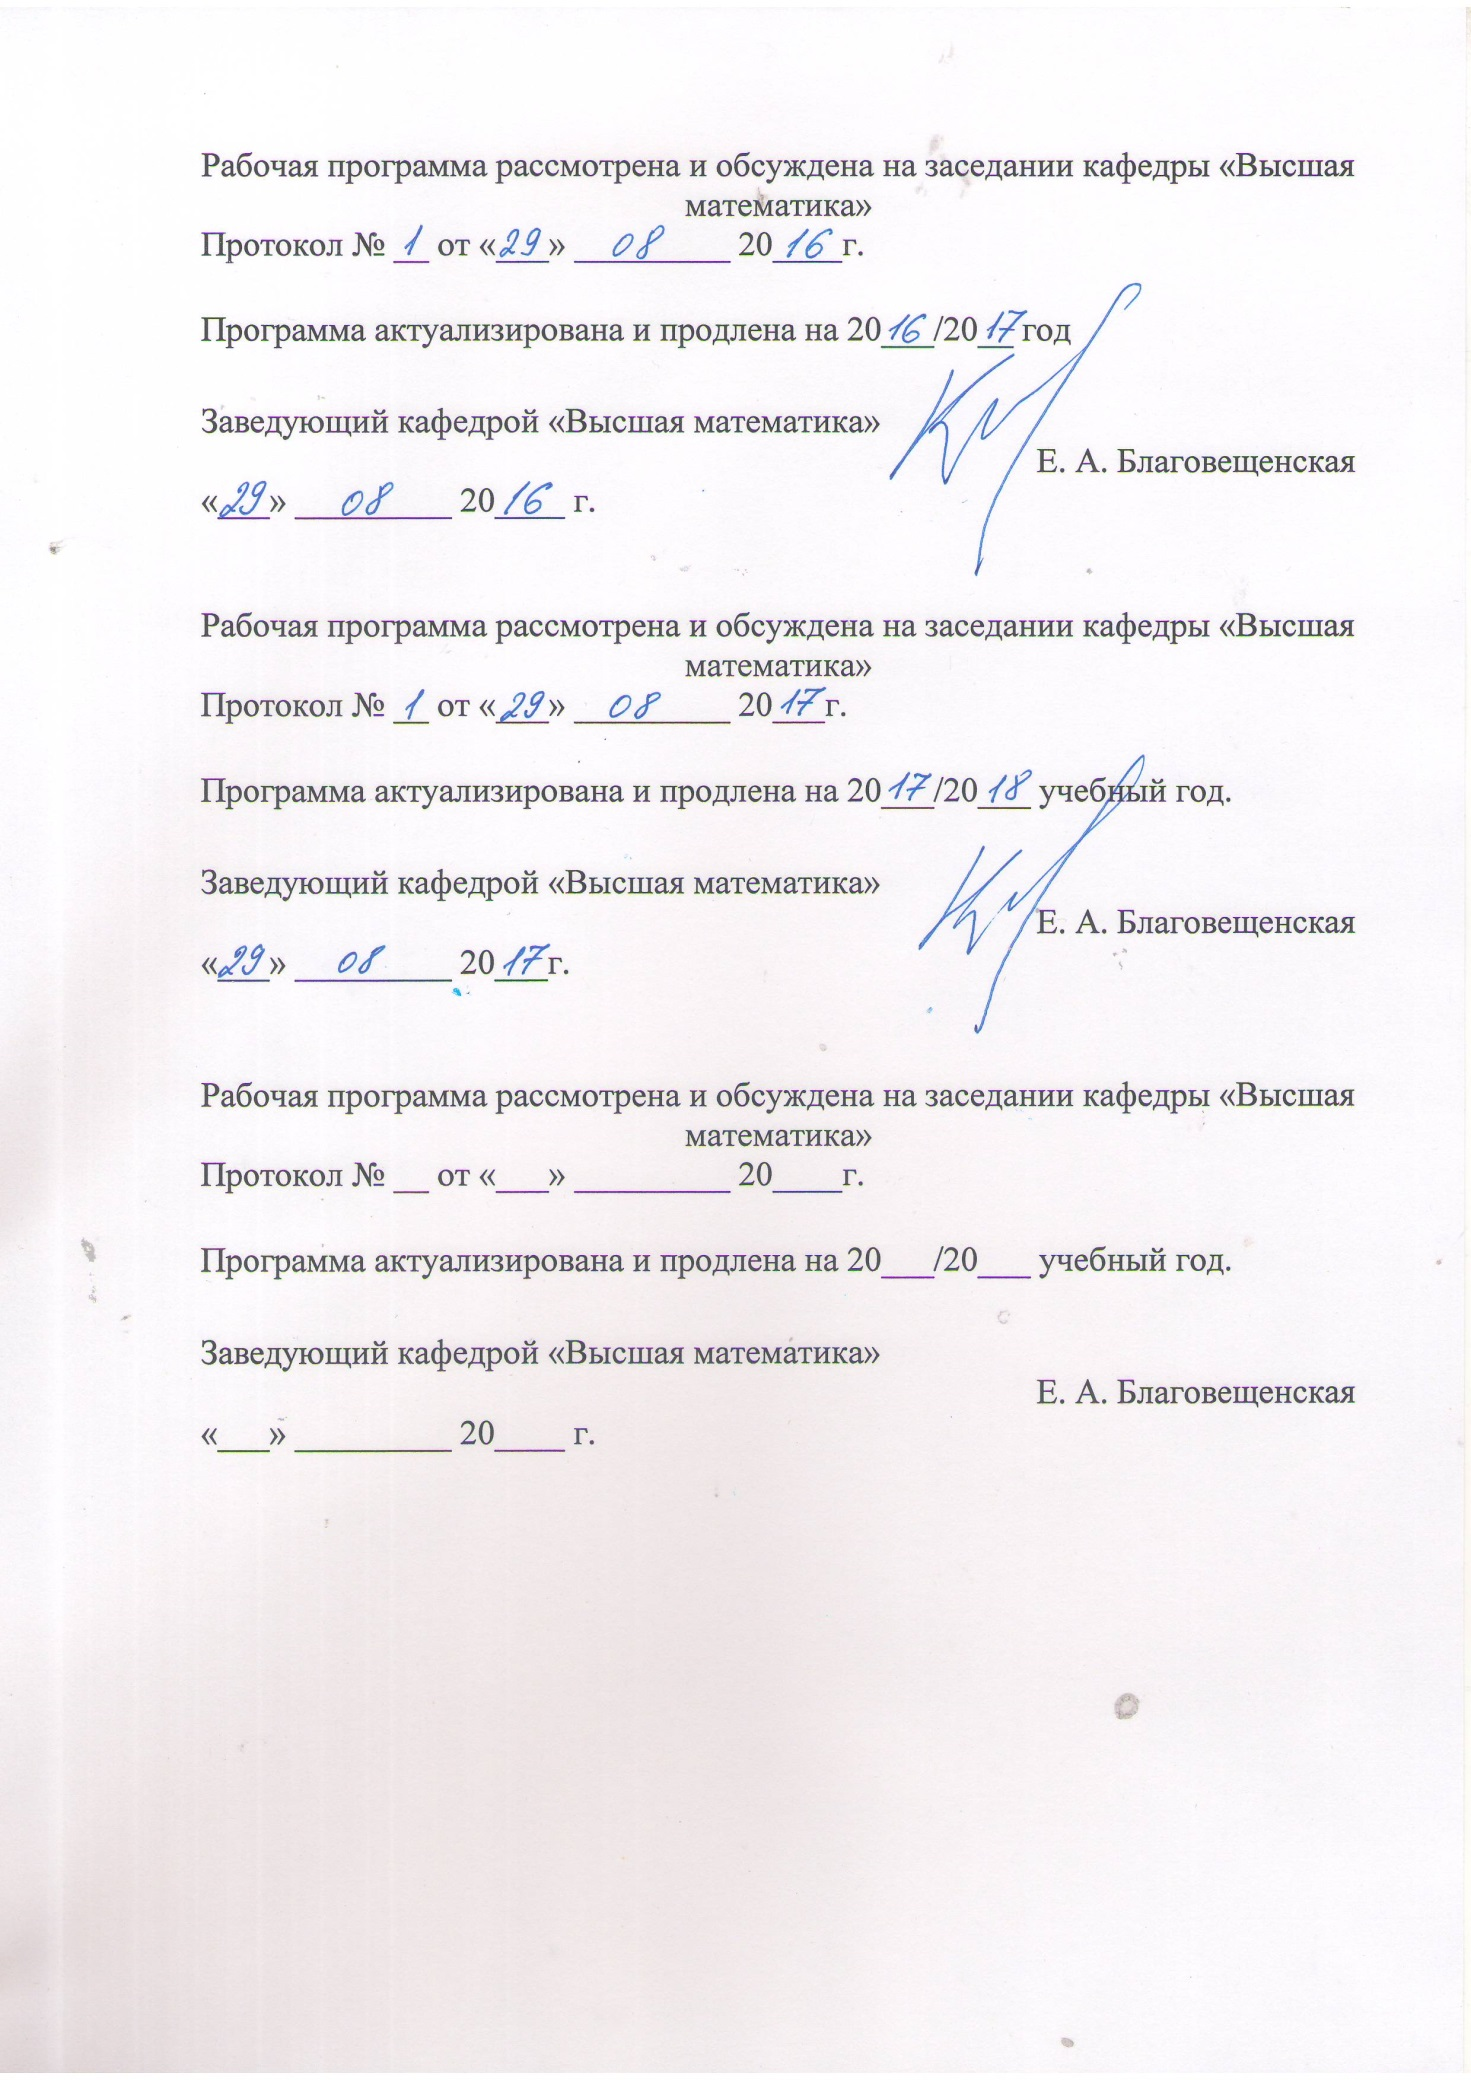 Рабочая программа рассмотрена и обсуждена на заседании кафедры «Высшая
математика»
Протокол № 1 от «29» 08 2016г.
Программа актуализирована и продлена на 2016/2017 год
Заведующий кафедрой «Высшая математика»
Е. А. Благовещенская
«29» 08 2016 г.
Рабочая программа рассмотрена и обсуждена на заседании кафедры «Высшая
математика»
Протокол № 1 от «29» 08 2017г.
Программа актуализирована и продлена на 2017/2018 учебный год.
Заведующий кафедрой «Высшая математика»
Е. А. Благовещенская
«29» 08 2017г.
Рабочая программа рассмотрена и обсуждена на заседании кафедры «Высшая
математика»
Протокол № __ от «___» _________ 20____г.
Программа актуализирована и продлена на 20___/20___ учебный год.
Заведующий кафедрой «Высшая математика»
Е. А. Благовещенская
«___» _________ 20____ г.